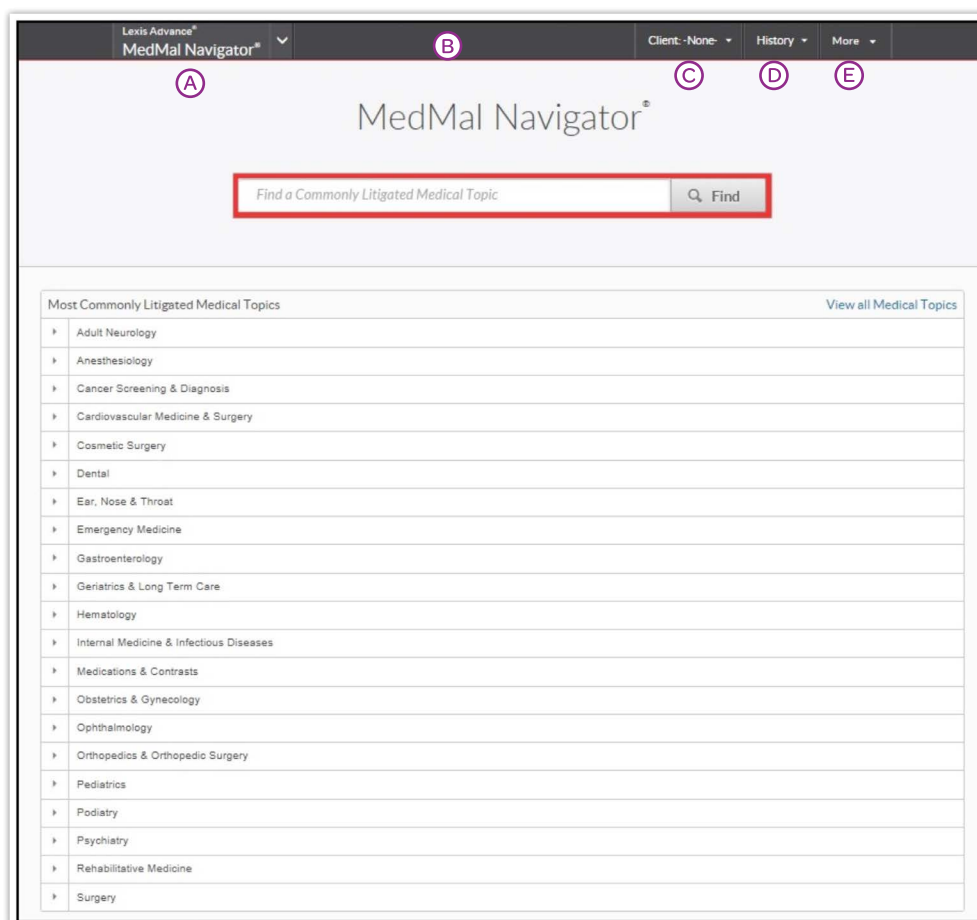 Lexis Advance®
MedMal Navigator®
B
Client: -None-
History
More
A
C
D
E
MedMal Navigator®
Find a Commonly Litigated Medical Topic
Find
Most Commonly Litigated Medical Topics
View all Medical Topics
Adult Neurology
Anesthesiology
Cancer Screening & Diagnosis
Cardiovascular Medicine & Surgery
Cosmetic Surgery
Dental
Ear, Nose & Throat
Emergency Medicine
Gastroenterology
Geriatrics & Long Term Care
Hematology
Internal Medicine & Infectious Diseases
Medications & Contrasts
Obstetrics & Gynecology
Ophthalmology
Orthopedics & Orthopedic Surgery
Pediatrics
Podiatry
Psychiatry
Rehabilitative Medicine
Surgery